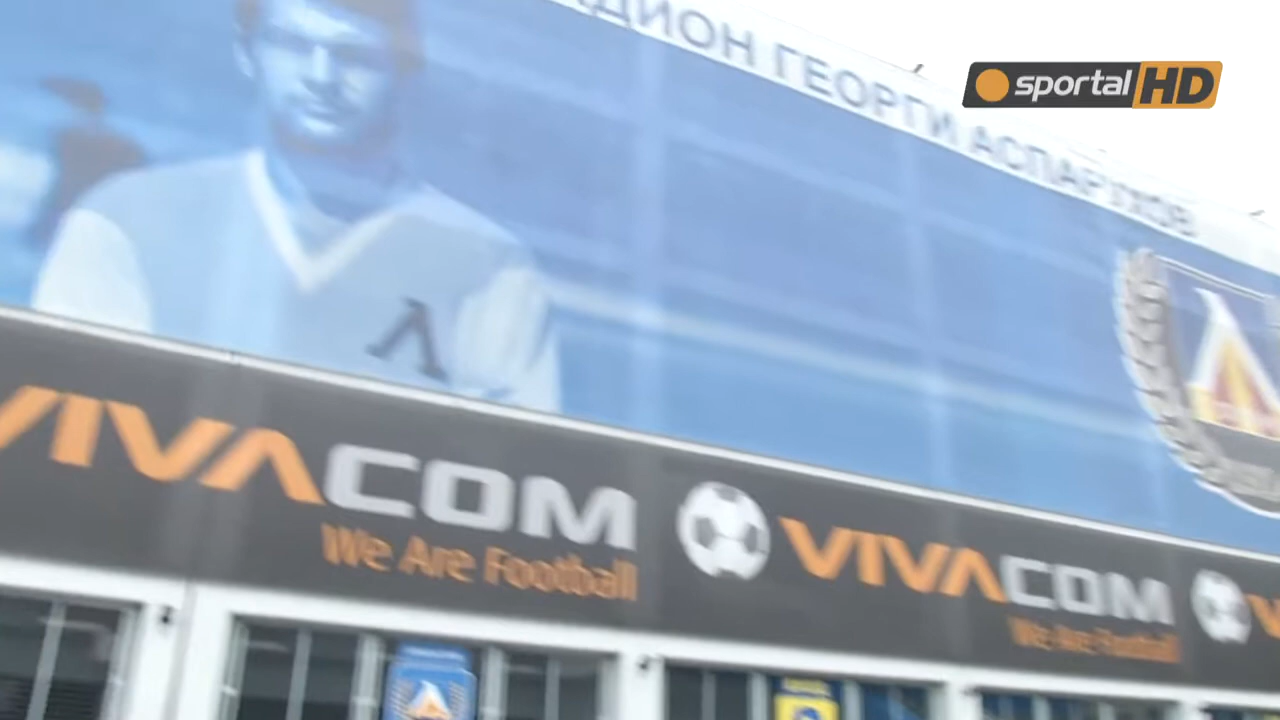 ДИОН ГЕОРГИ АСПАРУХОВ
sportal HD
Λ
VIVACOM
We Are Football
VIVACOM
We Are Football